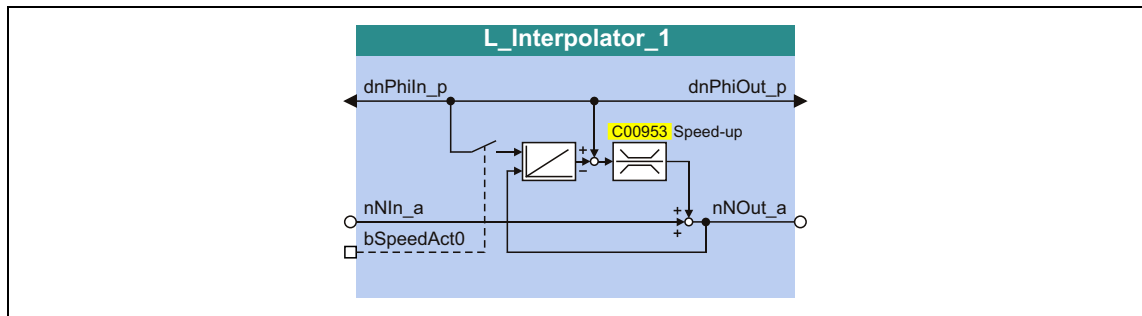 L_Interpolator_1
dnPhiIn_p dnPhiOut_p
C00953 Speed-up
+
−
nNIn_a + nNOut_a
+
bSpeedAct0